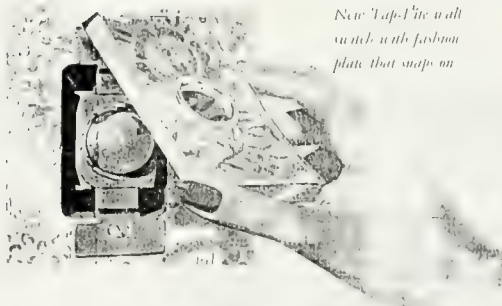 New Tap-Lite wall
switch with fashion
plate that snaps on